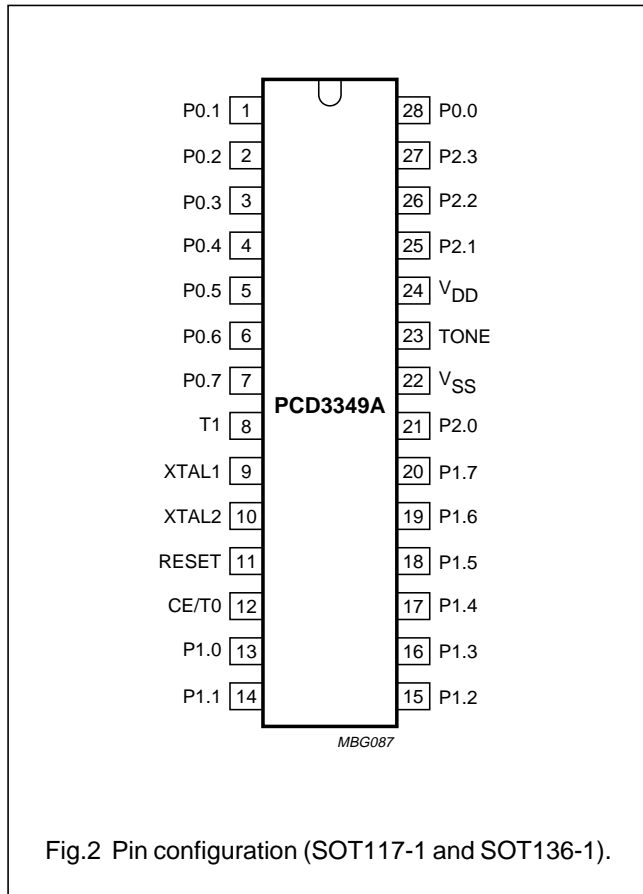 P0.1 1 28 P0.0
P0.2 2 27 P2.3
P0.3 3 26 P2.2
P0.4 4 25 P2.1
P0.5 5 24 VDD
P0.6 6 23 TONE
P0.7 7 22 VSS
PCD3349A
T1 8 21 P2.0
XTAL1 9 20 P1.7
XTAL2 10 19 P1.6
RESET 11 18 P1.5
CE/T0 12 17 P1.4
P1.0 13 16 P1.3
P1.1 14 15 P1.2
MBG087
Fig.2 Pin configuration (SOT117-1 and SOT136-1).